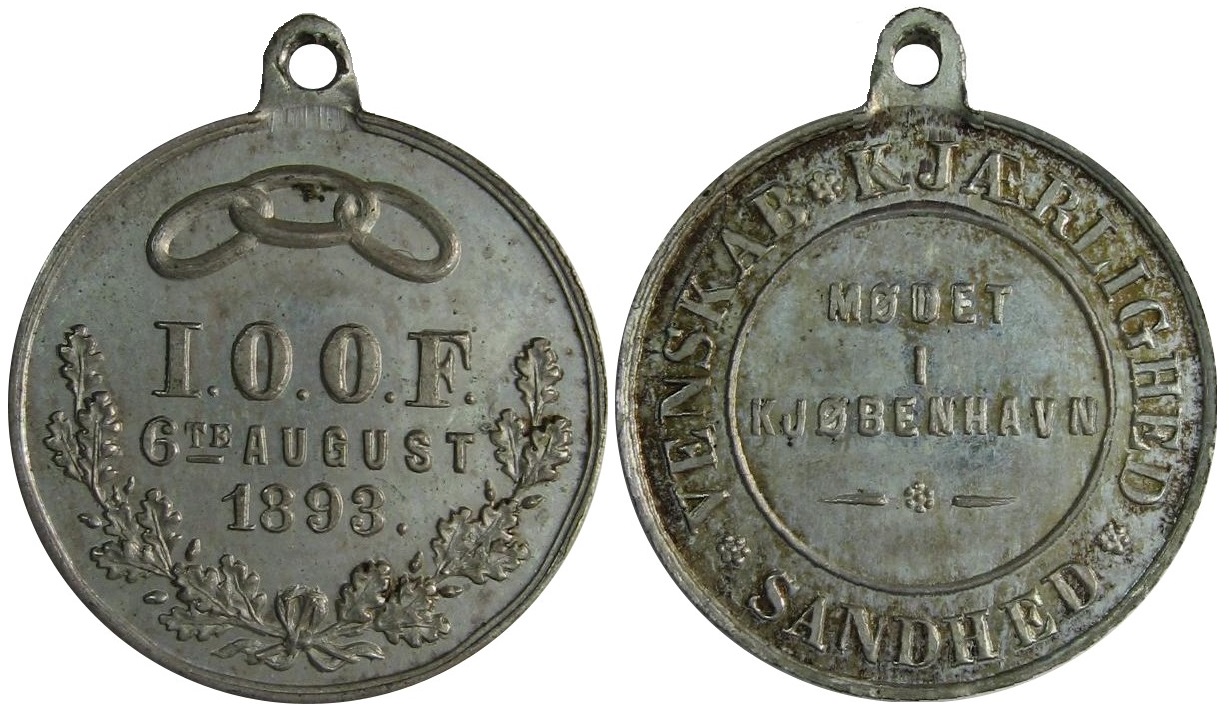 I.O.O.F.
6TE AUGUST
1893.
VENSKAB KJÆRLIGHED
SANDHED
MØDET
I
KJØBENHAVN